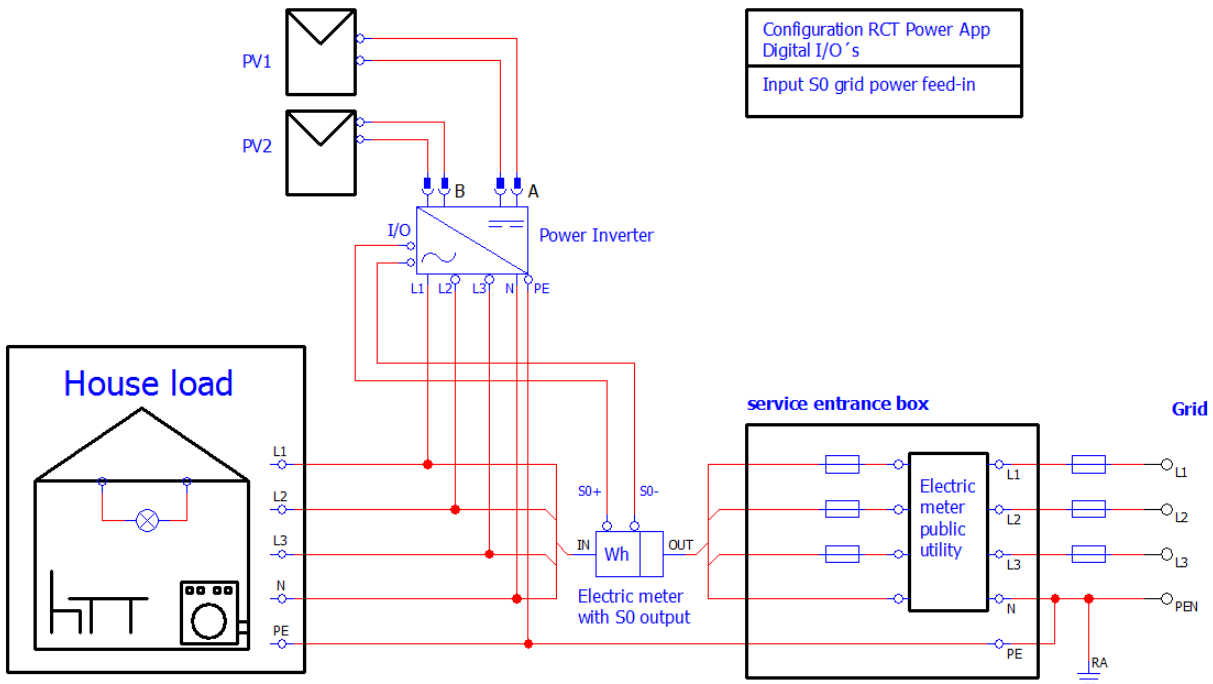 Configuration RCT Power App
Digital I/O´s
Input S0 grid power feed-in
PV1
PV2
B
A
I/O
Power Inverter
L1
L2
L3
N
PE
House load
service entrance box
Grid
L1
L2
L3
N
PE
S0+
S0-
IN
Wh
OUT
Electric meter
with S0 output
Electric
meter
public
utility
L1
L2
L3
N
PE
L1
L2
L3
PEN
RA